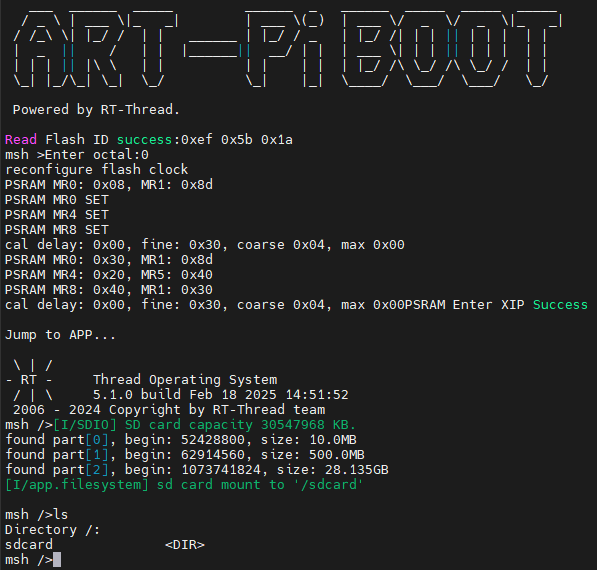 ART-Pi BOOT
Powered by RT-Thread.
Read Flash ID success:0xef 0x5b 0x1a
msh >Enter octal:0
reconfigure flash clock
PSRAM MR0: 0x08, MR1: 0x8d
PSRAM MR0 SET
PSRAM MR4 SET
PSRAM MR8 SET
cal delay: 0x00, fine: 0x30, coarse 0x04, max 0x00
PSRAM MR0: 0x30, MR1: 0x8d
PSRAM MR4: 0x20, MR5: 0x40
PSRAM MR8: 0x40, MR1: 0x30
cal delay: 0x00, fine: 0x30, coarse 0x04, max 0x00PSRAM Enter XIP Success
Jump to APP...
\ | /
- RT -     Thread Operating System
/ | \     5.1.0 build Feb 18 2025 14:51:52
2006 - 2024 Copyright by RT-Thread team
msh />[I/SDIO] SD card capacity 30547968 KB.
found part[0], begin: 52428800, size: 10.0MB
found part[1], begin: 62914560, size: 500.0MB
found part[2], begin: 1073741824, size: 28.135GB
[I/app.filesystem] sd card mount to '/sdcard'
msh />ls
Directory /:
sdcard              <DIR>
msh />